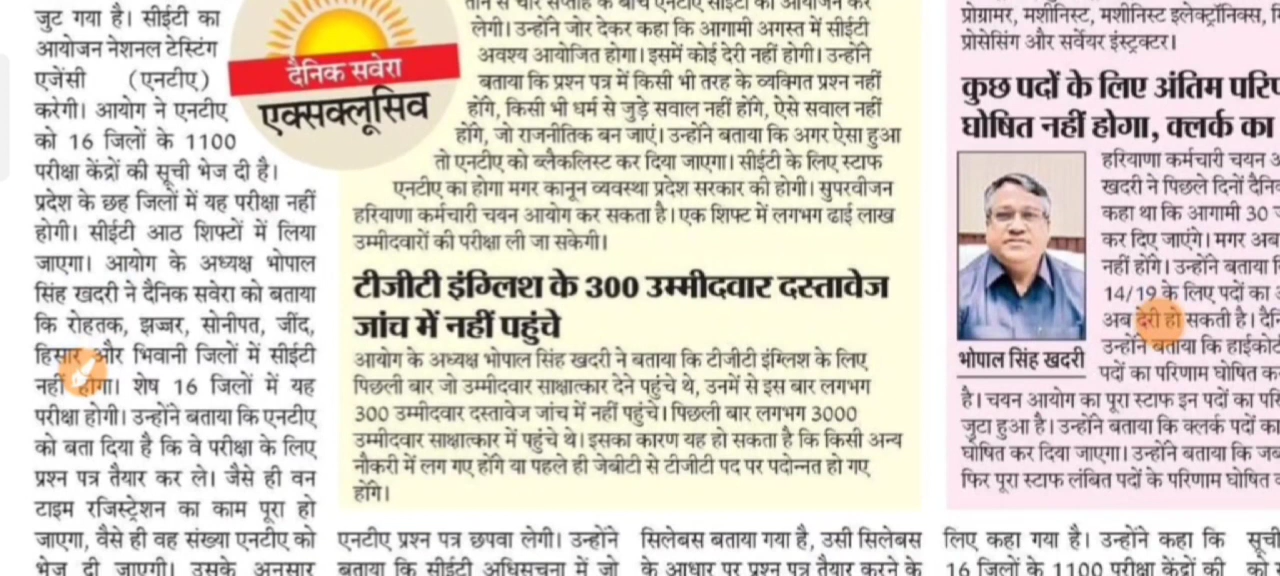 जुट गया है। सीईटी का
आयोजन नेशनल टेस्टिंग
एजेंसी (एनटीए)
करेगी। आयोग ने एनटीए
को 16 जिलों के 1100
परीक्षा केंद्रों की सूची भेज दी है।
प्रदेश के छह जिलों में यह परीक्षा नहीं
होगी। सीईटी आठ शिफ्टों में लिया
जाएगा। आयोग के अध्यक्ष भोपाल
सिंह खदरी ने दैनिक सवेरा को बताया
कि रोहतक, झज्जर, सोनीपत, जींद,
हिसार और भिवानी जिलों में सीईटी
नहीं होगा। शेष 16 जिलों में यह
परीक्षा होगी। उन्होंने बताया कि एनटीए
को बता दिया है कि वे परीक्षा के लिए
प्रश्न पत्र तैयार कर ले। जैसे ही वन
टाइम रजिस्ट्रेशन का काम पूरा हो
जाएगा, वैसे ही वह संख्या एनटीए को
भेज दी जाएगी। उसके अनुसार
दैनिक सवेरा
एक्सक्लूसिव
तीन से चार सप्ताह के बीच एनटीए सीईटी का आयोजन कर
लेगी। उन्होंने जोर देकर कहा कि आगामी अगस्त में सीईटी
अवश्य आयोजित होगा। इसमें कोई देरी नहीं होगी। उन्होंने
बताया कि प्रश्न पत्र में किसी भी तरह के व्यक्गित प्रश्न नहीं
होंगे, किसी भी धर्म से जुड़े सवाल नहीं होंगे, ऐसे सवाल नहीं
होंगे, जो राजनीतिक बन जाएं। उन्होंने बताया कि अगर ऐसा हुआ
तो एनटीए को ब्लैकलिस्ट कर दिया जाएगा। सीईटी के लिए स्टाफ
एनटीए का होगा मगर कानून व्यवस्था प्रदेश सरकार की होगी। सुपरवीजन
हरियाणा कर्मचारी चयन आयोग कर सकता है। एक शिफ्ट में लगभग ढाई लाख
उम्मीदवारों की परीक्षा ली जा सकेगी।
टीजीटी इंग्लिश के 300 उम्मीदवार दस्तावेज
जांच में नहीं पहुंचे
आयोग के अध्यक्ष भोपाल सिंह खदरी ने बताया कि टीजीटी इंग्लिश के लिए
पिछली बार जो उम्मीदवार साक्षात्कार देने पहुंचे थे, उनमें से इस बार लगभग
300 उम्मीदवार दस्तावेज जांच में नहीं पहुंचे। पिछली बार लगभग 3000
उम्मीदवार साक्षात्कार में पहुंचे थे। इसका कारण यह हो सकता है कि किसी अन्य
नौकरी में लग गए होंगे या पहले ही जेबीटी से टीजीटी पद पर पदोन्नत हो गए
होंगे।
एनटीए प्रश्न पत्र छपवा लेगी। उन्होंने
बताया कि सीईटी अधिसूचना में जो
सिलेबस बताया गया है, उसी सिलेबस
के आधार पर प्रश्न पत्र तैयार करने के
प्रोग्रामर, मशीनिस्ट, मशीनिस्ट इलेक्ट्रॉनिक्स,
प्रोसेसिंग और सर्वेयर इंस्ट्रक्टर।
कुछ पदों के लिए अंतिम
घोषित नहीं होगा, क्लर्क का
भोपाल सिंह खदरी
हरियाणा कर्मचारी चयन
खदरी ने पिछले दिनों
कहा था कि आगामी 30
कर दिए जाएंगे। मगर अब
नहीं होंगे। उन्होंने बताया
14/19 के लिए पदों का
अब देरी हो सकती है।
उन्होंने बताया कि
पदों का परिणाम घोषित
है। चयन आयोग का पूरा स्टाफ इन पदों का
जुटा हुआ है। उन्होंने बताया कि क्लर्क पदों का
घोषित कर दिया जाएगा। उन्होंने बताया कि
फिर पूरा स्टाफ लंबित पदों के परिणाम घोषित
लिए कहा गया है। उन्होंने कहा कि
16 जिलों के 1100 परीक्षा केंद्रों की